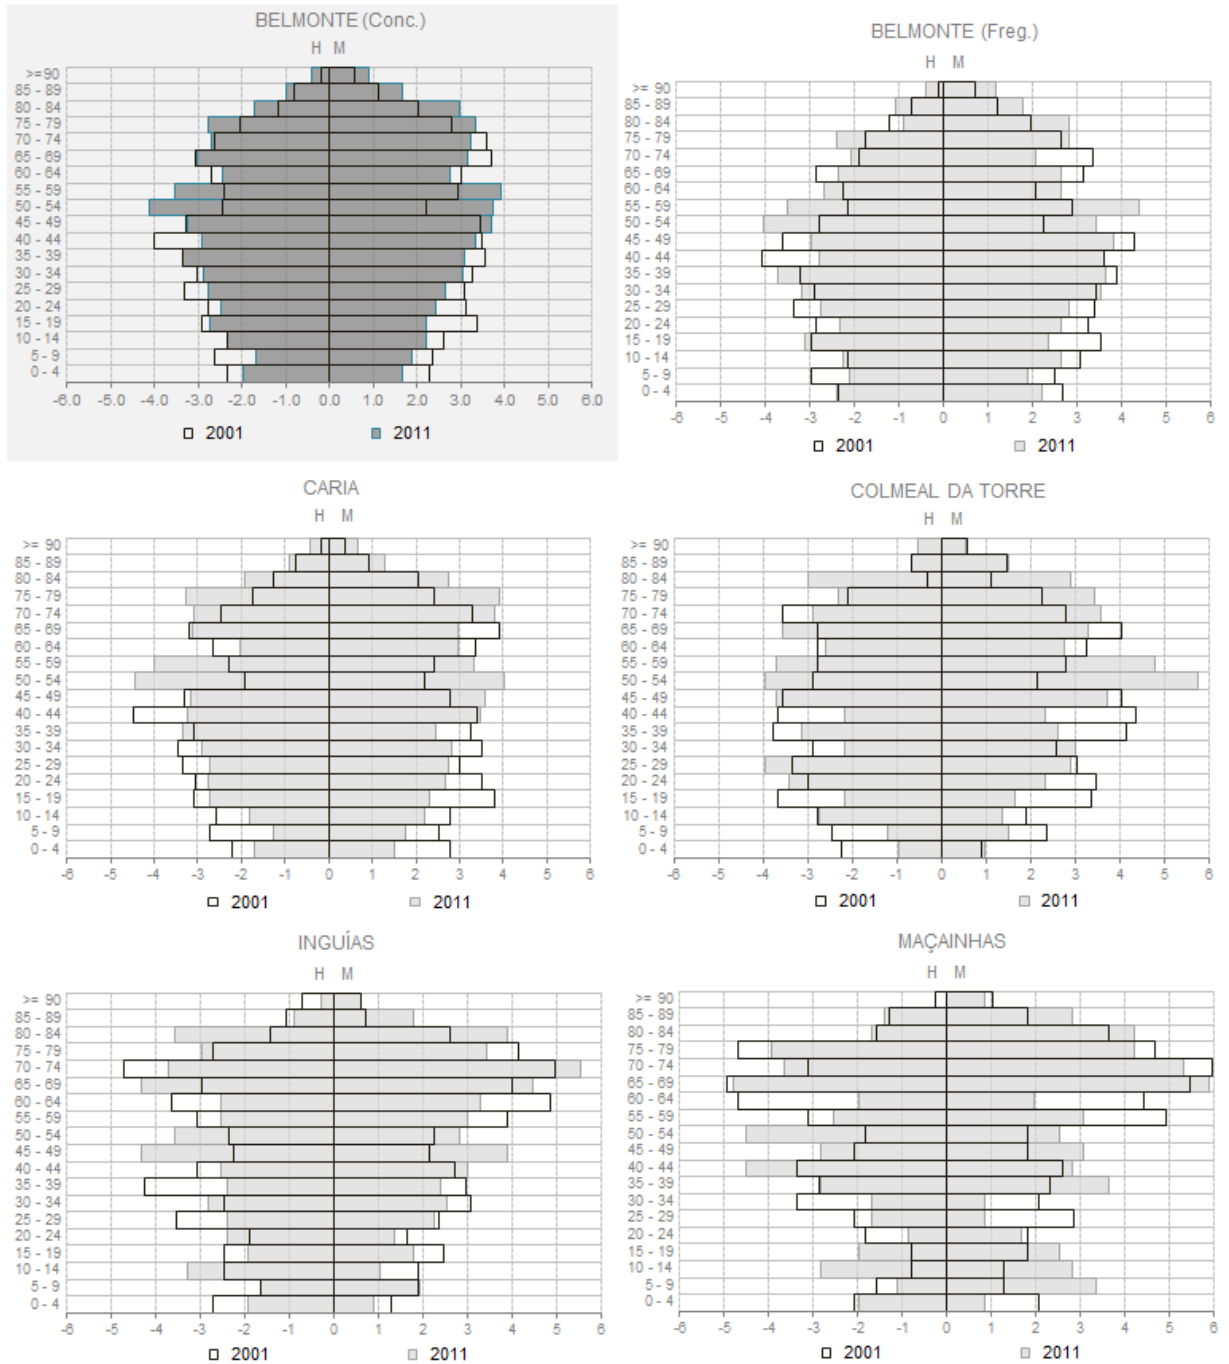 BELMONTE (Conc.)
H M
>= 90
85 - 89
80 - 84
75 - 79
70 - 74
65 - 69
60 - 64
55 - 59
50 - 54
45 - 49
40 - 44
35 - 39
30 - 34
25 - 29
20 - 24
15 - 19
10 - 14
5 - 9
0 - 4
-6.0 -5.0 -4.0 -3.0 -2.0 -1.0 0.0 1.0 2.0 3.0 4.0 5.0 6.0
2001 2011
BELMONTE (Freg.)
H M
>= 90
85 - 89
80 - 84
75 - 79
70 - 74
65 - 69
60 - 64
55 - 59
50 - 54
45 - 49
40 - 44
35 - 39
30 - 34
25 - 29
20 - 24
15 - 19
10 - 14
5 - 9
0 - 4
-6 -5 -4 -3 -2 -1 0 1 2 3 4 5 6
2001 2011
CARIA
H M
>= 90
85 - 89
80 - 84
75 - 79
70 - 74
65 - 69
60 - 64
55 - 59
50 - 54
45 - 49
40 - 44
35 - 39
30 - 34
25 - 29
20 - 24
15 - 19
10 - 14
5 - 9
0 - 4
-6 -5 -4 -3 -2 -1 0 1 2 3 4 5 6
2001 2011
COLMEAL DA TORRE
H M
>= 90
85 - 89
80 - 84
75 - 79
70 - 74
65 - 69
60 - 64
55 - 59
50 - 54
45 - 49
40 - 44
35 - 39
30 - 34
25 - 29
20 - 24
15 - 19
10 - 14
5 - 9
0 - 4
-6 -5 -4 -3 -2 -1 0 1 2 3 4 5 6
2001 2011
INGUÍAS
H M
>= 90
85 - 89
80 - 84
75 - 79
70 - 74
65 - 69
60 - 64
55 - 59
50 - 54
45 - 49
40 - 44
35 - 39
30 - 34
25 - 29
20 - 24
15 - 19
10 - 14
5 - 9
0 - 4
-6 -5 -4 -3 -2 -1 0 1 2 3 4 5 6
2001 2011
MAÇAINHAS
H M
>= 90
85 - 89
80 - 84
75 - 79
70 - 74
65 - 69
60 - 64
55 - 59
50 - 54
45 - 49
40 - 44
35 - 39
30 - 34
25 - 29
20 - 24
15 - 19
10 - 14
5 - 9
0 - 4
-6 -5 -4 -3 -2 -1 0 1 2 3 4 5 6
2001 2011